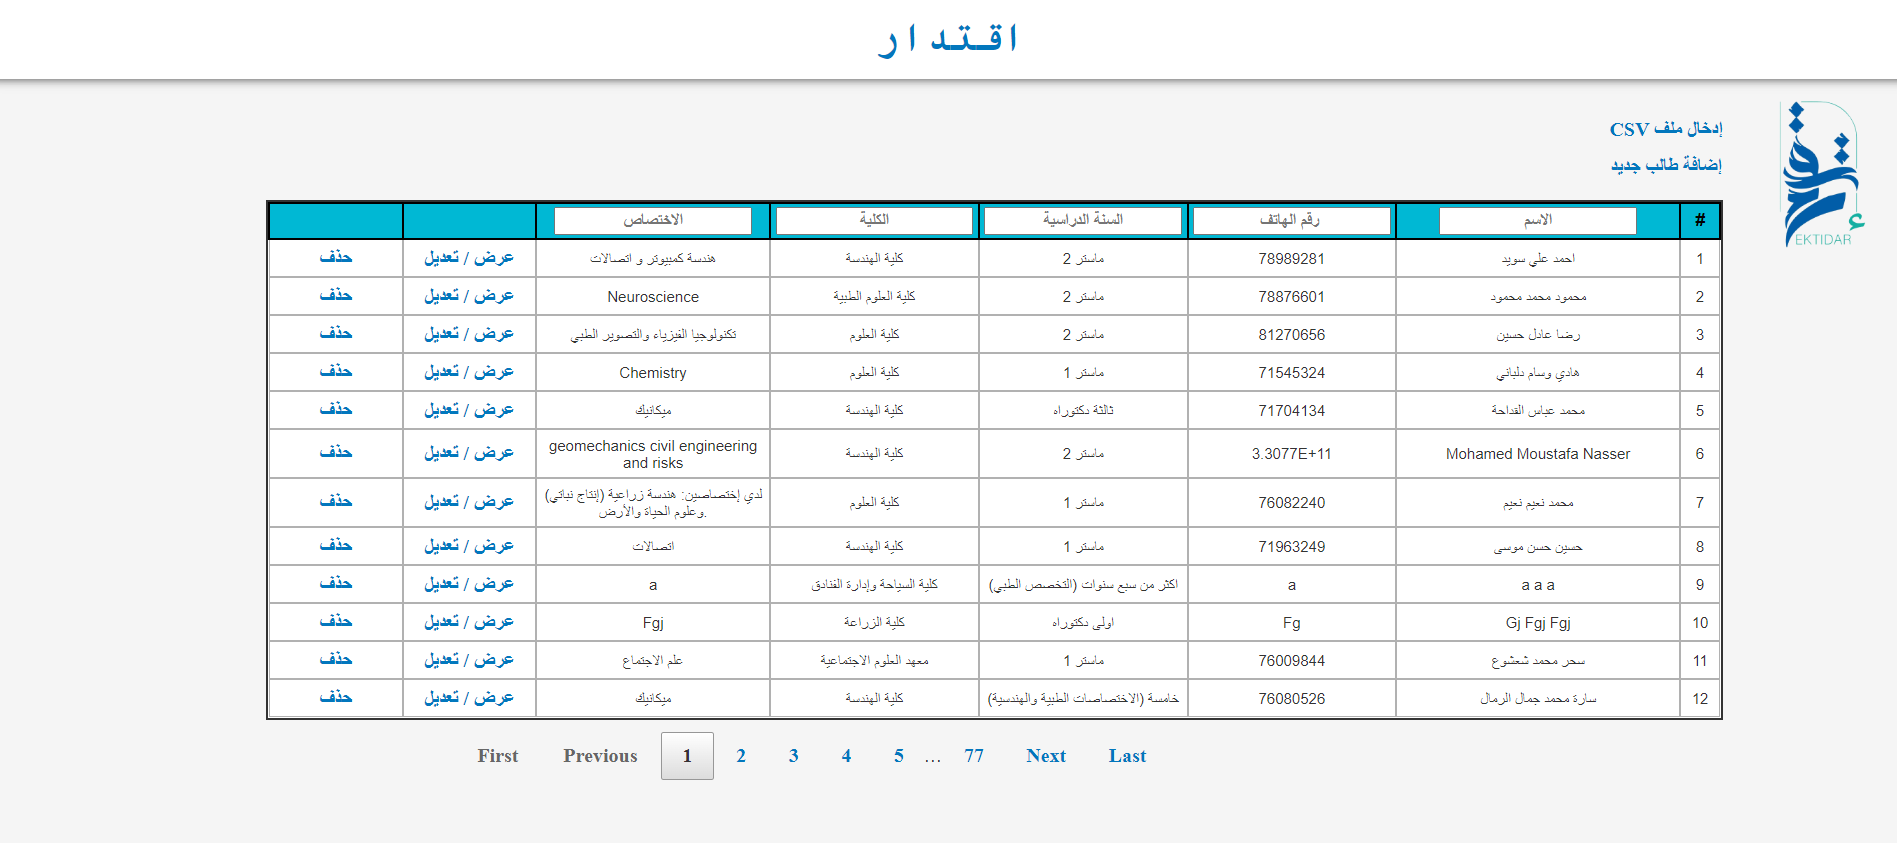 اقـتـدار
إدخال ملف CSV
إضافة طالب جديد
EKTIDAR
# الاسم رقم الهاتف السنة الدراسية الكلية الاختصاص
1 احمد علي سويد 78989281 ماستر 2 كلية الهندسة هندسة كمبيوتر و اتصالات عرض / تعديل حذف
2 محمود محمد محمود 78876601 ماستر 2 كلية العلوم الطبية Neuroscience عرض / تعديل حذف
3 رضا عادل حسين 81270656 ماستر 2 كلية العلوم تكنولوجيا الفيزياء والتصوير الطبي عرض / تعديل حذف
4 هادي وسام دلباني 71545324 ماستر 1 كلية العلوم Chemistry عرض / تعديل حذف
5 محمد عباس القداحة 71704134 ثالثة دكتوراه كلية الهندسة ميكانيك عرض / تعديل حذف
6 Mohamed Moustafa Nasser 3.3077E+11 ماستر 2 كلية الهندسة geomechanics civil engineering and risks عرض / تعديل حذف
7 محمد نعيم نعيم 76082240 ماستر 1 كلية العلوم لدي إختصاصين: هندسة زراعية (إنتاج نباتي) وعلوم الحياة والأرض. عرض / تعديل حذف
8 حسين حسن موسى 71963249 ماستر 1 كلية الهندسة اتصالات عرض / تعديل حذف
9 a a a a اكثر من سبع سنوات (التخصص الطبي) كلية السياحة وإدارة الفنادق a عرض / تعديل حذف
10 Gj Fgj Fgj Fg اولى دكتوراه كلية الزراعة Fgj عرض / تعديل حذف
11 سحر محمد شعشوع 76009844 ماستر 1 معهد العلوم الاجتماعية علم الاجتماع عرض / تعديل حذف
12 سارة محمد جمال الرمال 76080526 خامسة (الاختصاصات الطبية والهندسية) كلية الهندسة ميكانيك عرض / تعديل حذف
First Previous 1 2 3 4 5 … 77 Next Last